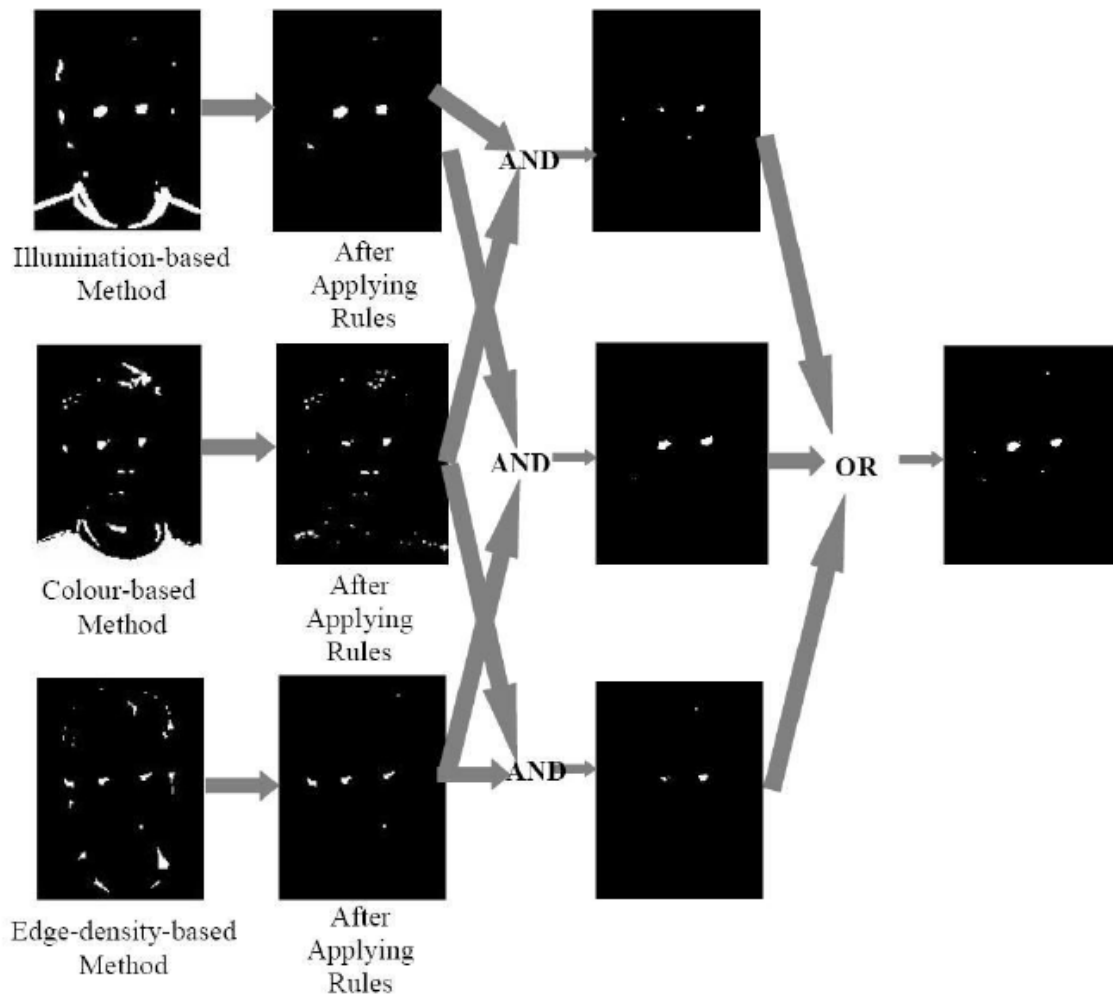 Illumination-based
Method
After
Applying
Rules
AND
Colour-based
Method
After
Applying
Rules
AND
OR
Edge-density-based
Method
After
Applying
Rules
AND